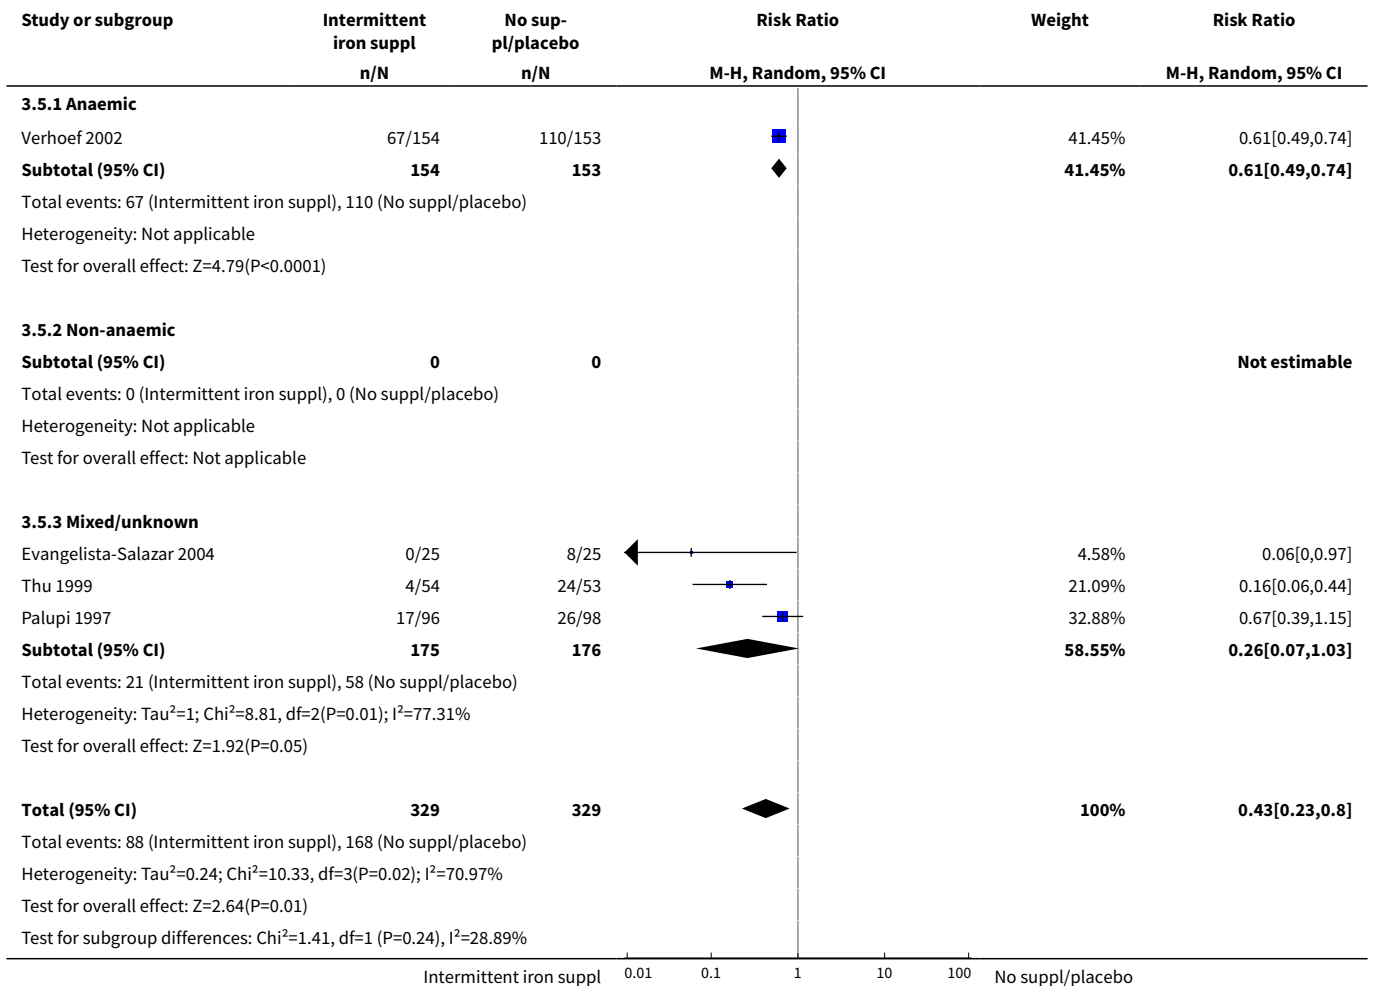 Study or subgroup Intermittent No sup- Risk Ratio Weight Risk Ratio
iron suppl pl/placebo
n/N n/N M-H, Random, 95% CI M-H, Random, 95% CI
3.5.1 Anaemic
Verhoef 2002 67/154 110/153 41.45% 0.61[0.49,0.74]
Subtotal (95% CI) 154 153 41.45% 0.61[0.49,0.74]
Total events: 67 (Intermittent iron suppl), 110 (No suppl/placebo)
Heterogeneity: Not applicable
Test for overall effect: Z=4.79(P<0.0001)
3.5.2 Non-anaemic
Subtotal (95% CI) 0 0 Not estimable
Total events: 0 (Intermittent iron suppl), 0 (No suppl/placebo)
Heterogeneity: Not applicable
Test for overall effect: Not applicable
3.5.3 Mixed/unknown
Evangelista-Salazar 2004 0/25 8/25 4.58% 0.06[0,0.97]
Thu 1999 4/54 24/53 21.09% 0.16[0.06,0.44]
Palupi 1997 17/96 26/98 32.88% 0.67[0.39,1.15]
Subtotal (95% CI) 175 176 58.55% 0.26[0.07,1.03]
Total events: 21 (Intermittent iron suppl), 58 (No suppl/placebo)
Heterogeneity: Tau²=1; Chi²=8.81, df=2(P=0.01); I²=77.31%
Test for overall effect: Z=1.92(P=0.05)
Total (95% CI) 329 329 100% 0.43[0.23,0.8]
Total events: 88 (Intermittent iron suppl), 168 (No suppl/placebo)
Heterogeneity: Tau²=0.24; Chi²=10.33, df=3(P=0.02); I²=70.97%
Test for overall effect: Z=2.64(P=0.01)
Test for subgroup differences: Chi²=1.41, df=1 (P=0.24), I²=28.89%
Intermittent iron suppl 0.01 0.1 1 10 100 No suppl/placebo